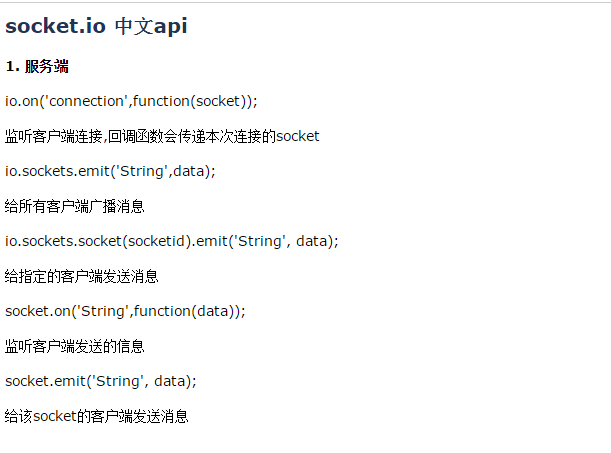 socket.io 中文api
1. 服务端
io.on('connection',function(socket));
监听客户端连接,回调函数会传递本次连接的socket
io.sockets.emit('String',data);
给所有客户端广播消息
io.sockets.socket(socketid).emit('String', data);
给指定的客户端发送消息
socket.on('String',function(data));
监听客户端发送的信息
socket.emit('String', data);
给该socket的客户端发送消息